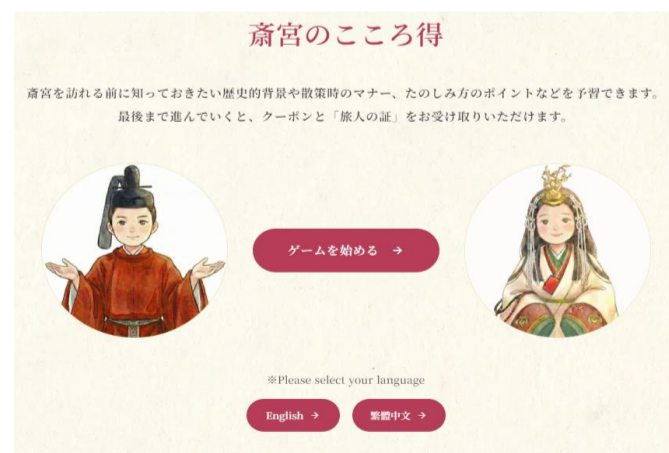 斎宮のこころ得
斎宮を訪れる前に知っておきたい歴史的背景や散策時のマナー、たのしみ方のポイントなどを予習できます。
最後まで進んでいくと、クーポンと「旅人の証」をお受け取りいただけます。
ゲームを始める →
※Please select your language
English →
繁體中文 →